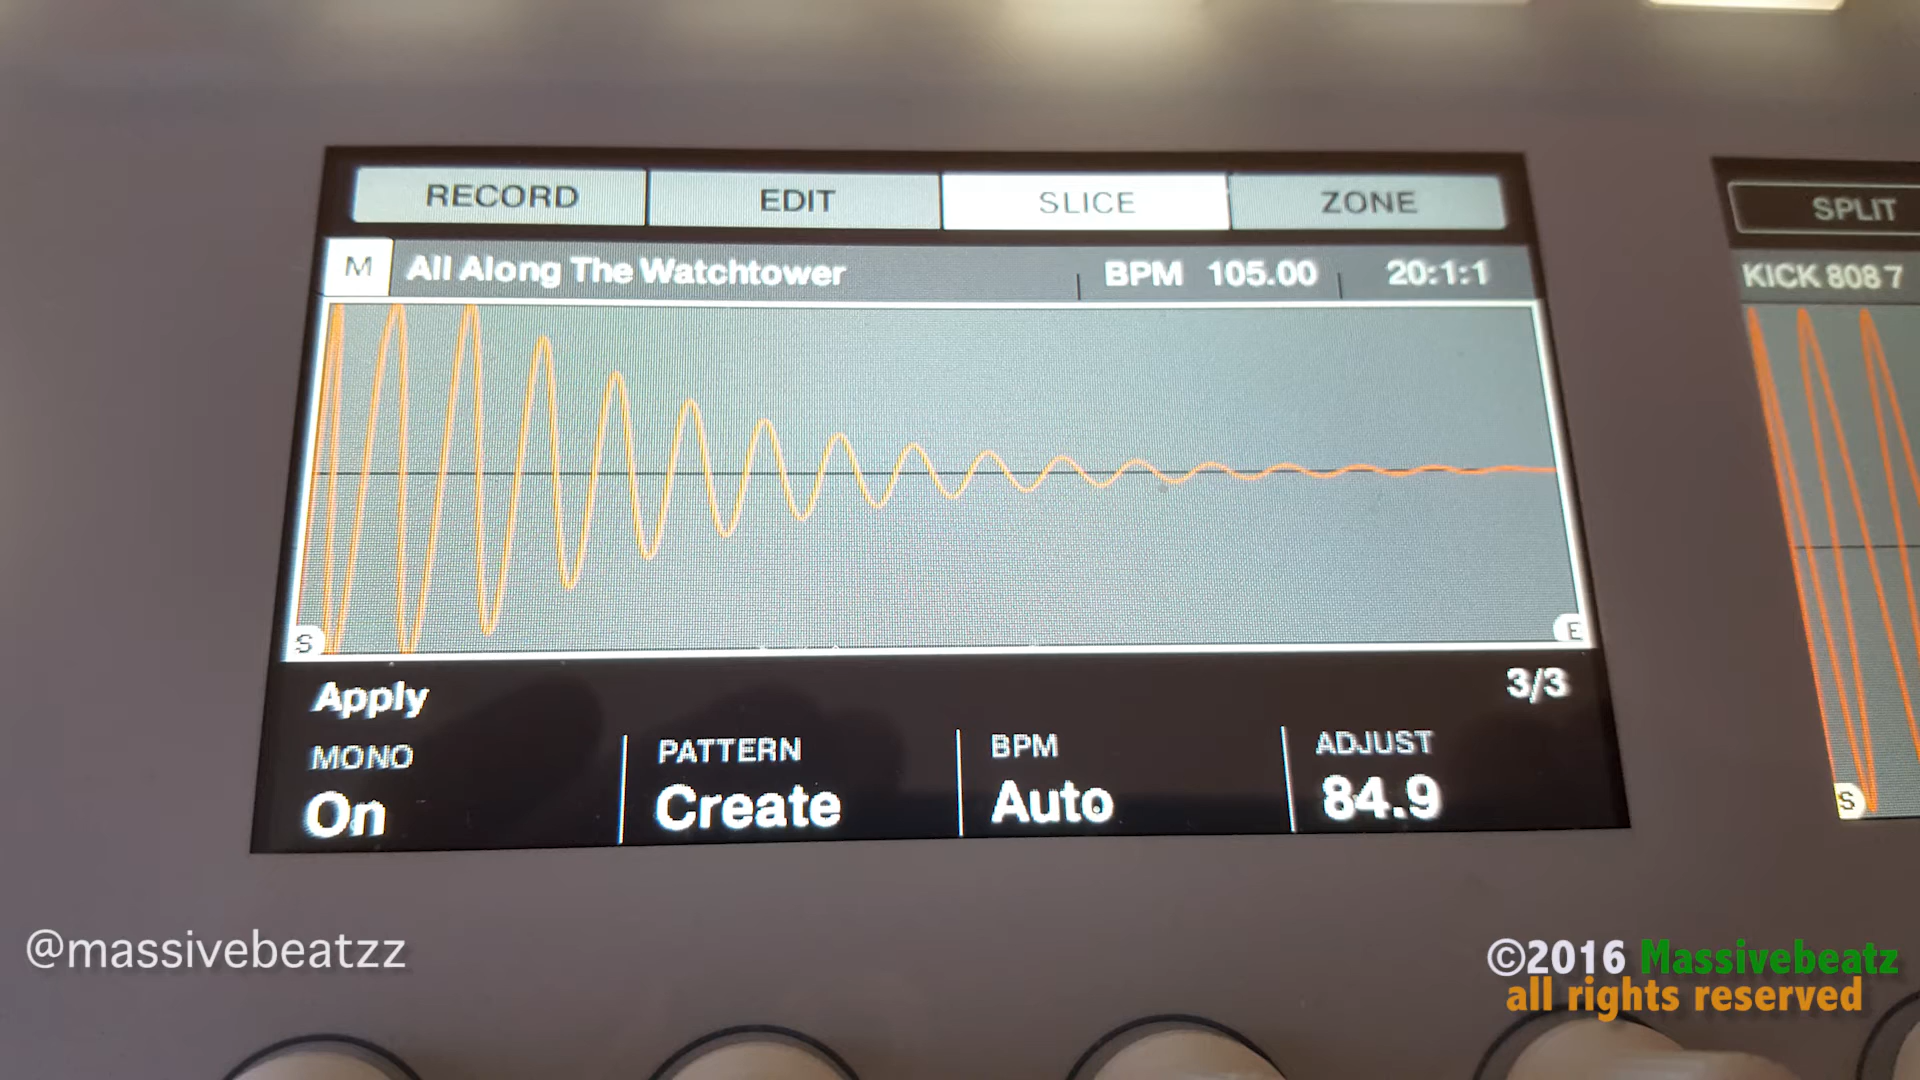 RECORD EDIT SLICE ZONE
M All Along The Watchtower BPM 105.00 20:1:1
S E
Apply 3/3
MONO PATTERN BPM ADJUST
On Create Auto 84.9
SPLIT
KICK 808 7
S
@massivebeatzz
©2016 Massivebeatz
all rights reserved